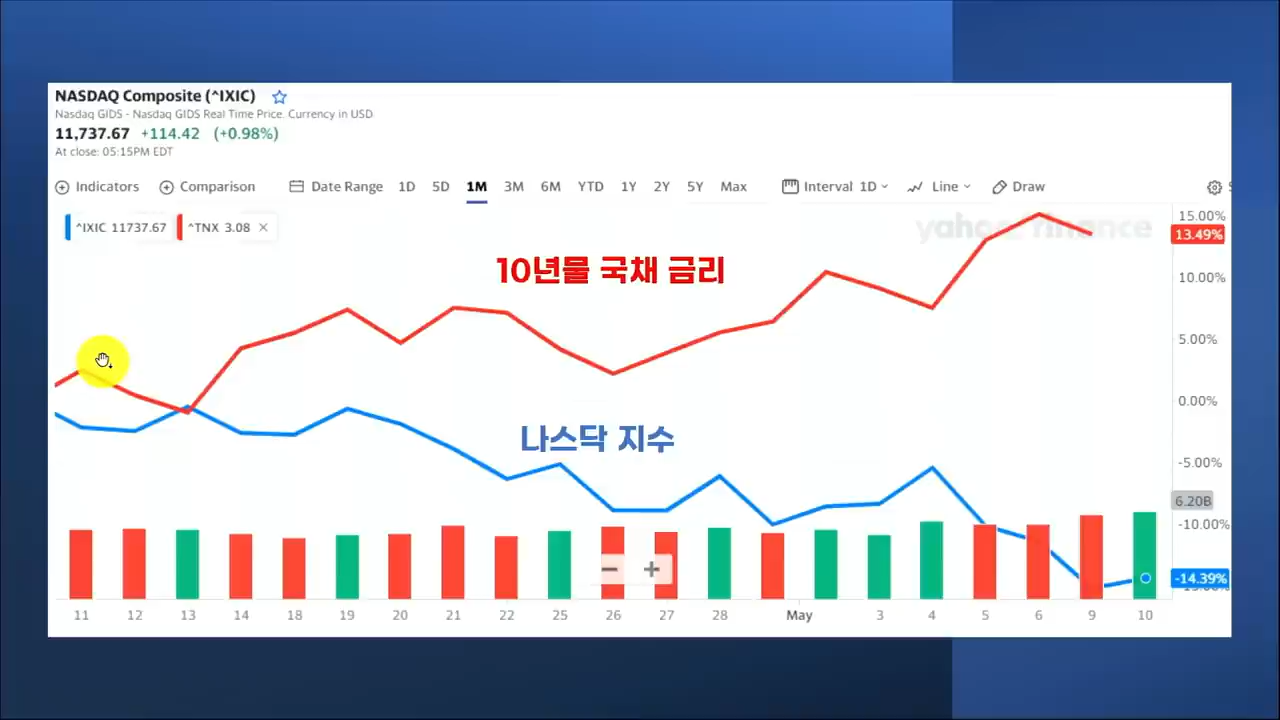 NASDAQ Composite (^IXIC)
Nasdaq GIDS - Nasdaq GIDS Real Time Price. Currency in USD
11,737.67 +114.42 (+0.98%)
At close: 05:15PM EDT
Indicators Comparison Date Range 1D 5D 1M 3M 6M YTD 1Y 2Y 5Y Max Interval 1D Line Draw
^IXIC 11737.67 ^TNX 3.08
yahoo finance
15.00%
13.49%
10년물 국채 금리
10.00%
5.00%
0.00%
나스닥 지수
-5.00%
6.20B
-10.00%
-14.39%
11 12 13 14 18 19 20 21 22 25 26 27 28 May 3 4 5 6 9 10